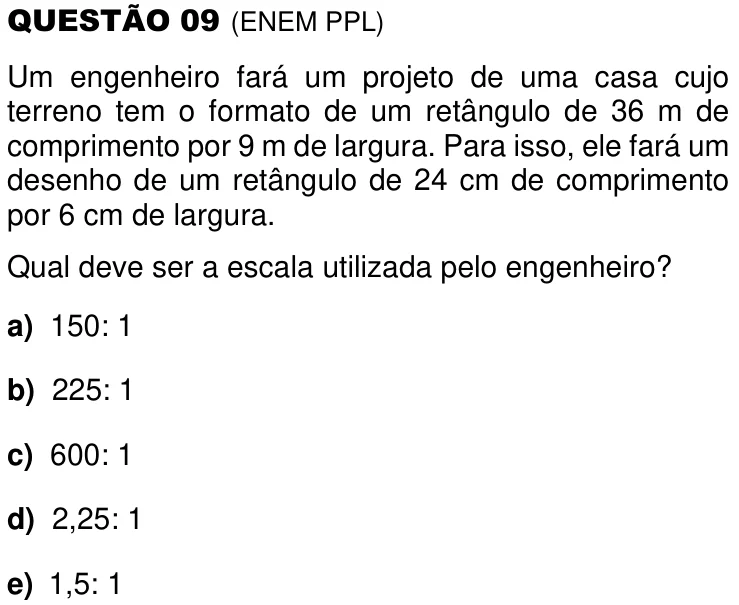 QUESTÃO 09 (ENEM PPL)
Um engenheiro fará um projeto de uma casa cujo
terreno tem o formato de um retângulo de 36 m de
comprimento por 9 m de largura. Para isso, ele fará um
desenho de um retângulo de 24 cm de comprimento
por 6 cm de largura.
Qual deve ser a escala utilizada pelo engenheiro?
a) 150: 1
b) 225: 1
c) 600: 1
d) 2,25: 1
e) 1,5: 1